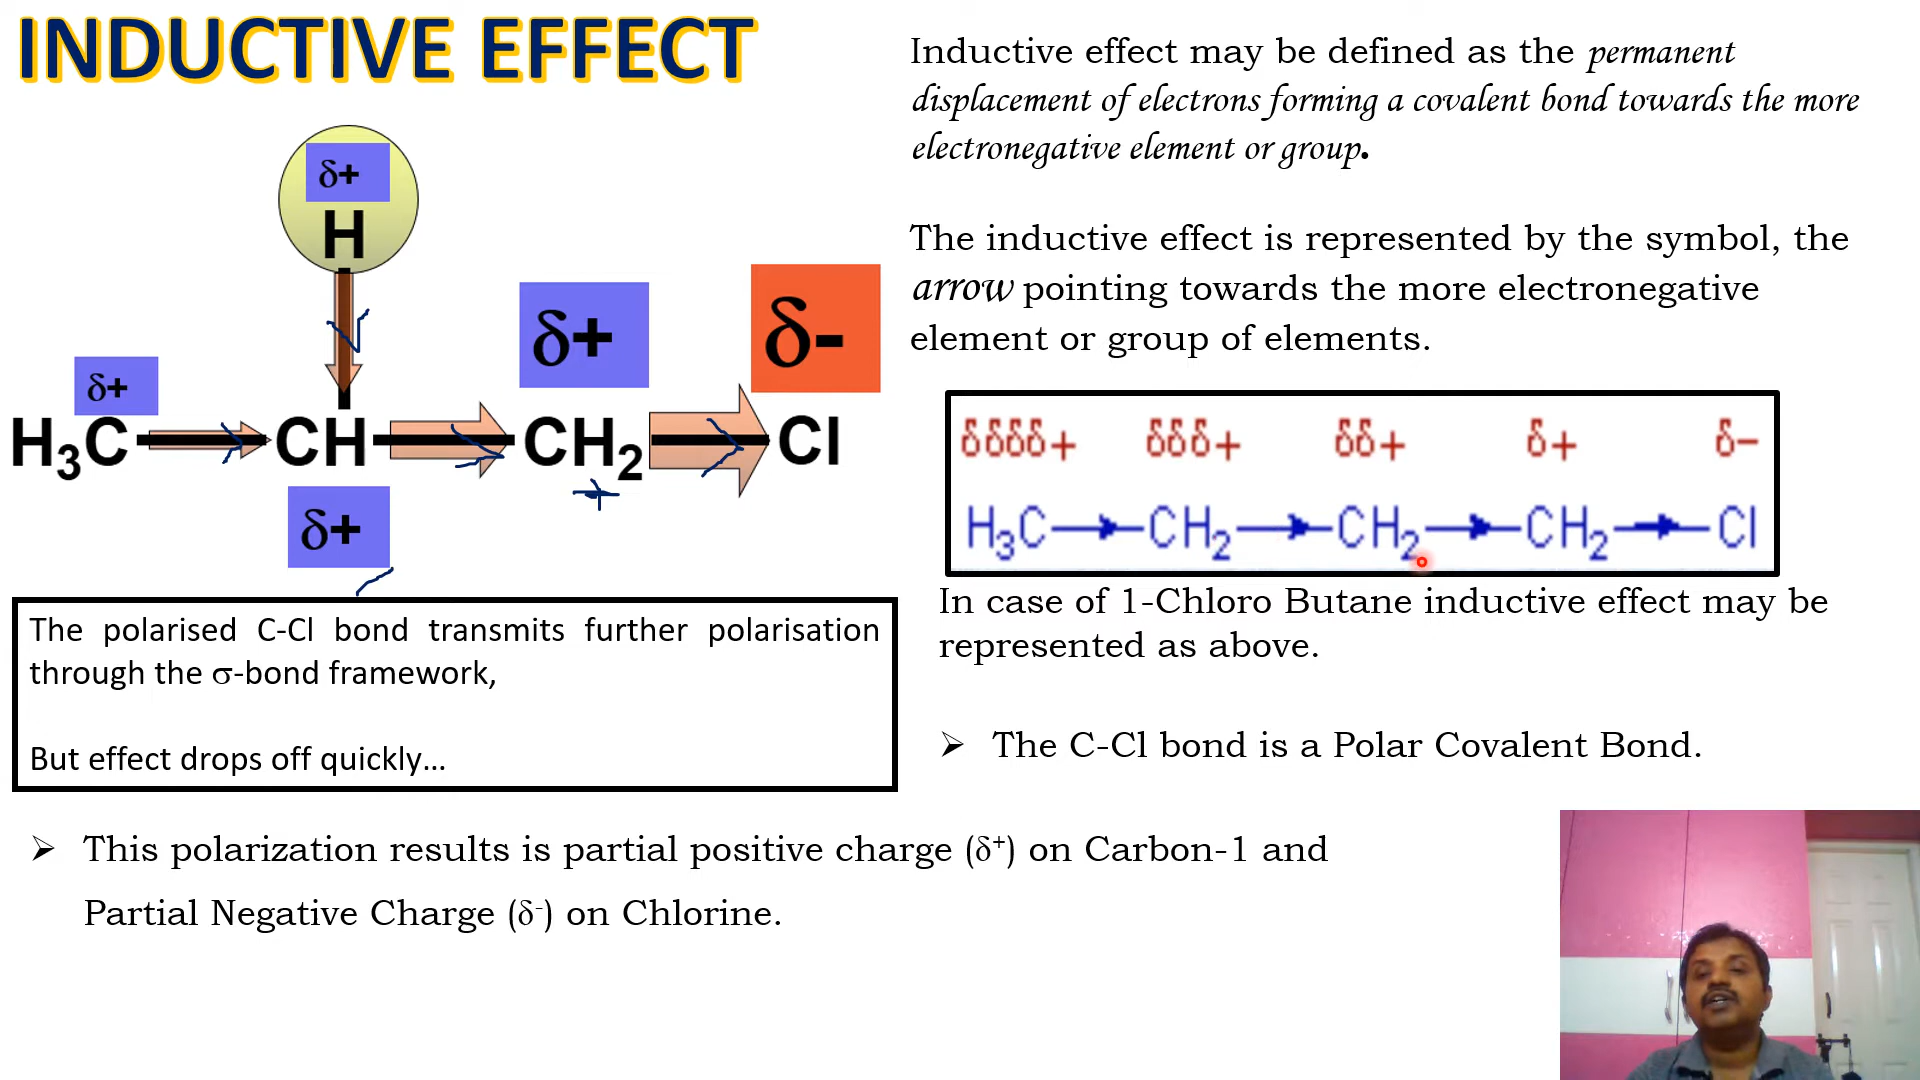 INDUCTIVE EFFECT
Inductive effect may be defined as the permanent
displacement of electrons forming a covalent bond towards the more
electronegative element or group.
The inductive effect is represented by the symbol, the
arrow pointing towards the more electronegative
element or group of elements.
δ+
H
δ+
δ+
δ-
H₃C CH CH₂ Cl
δ+
+
δδδδ+ δδδ+ δδ+ δ+ δ-
H₃C CH₂ CH₂ CH₂ Cl
In case of 1-Chloro Butane inductive effect may be
represented as above.
The polarised C-Cl bond transmits further polarisation
through the σ-bond framework,
But effect drops off quickly...
➢ The C-Cl bond is a Polar Covalent Bond.
➢ This polarization results is partial positive charge (δ⁺) on Carbon-1 and
Partial Negative Charge (δ⁻) on Chlorine.